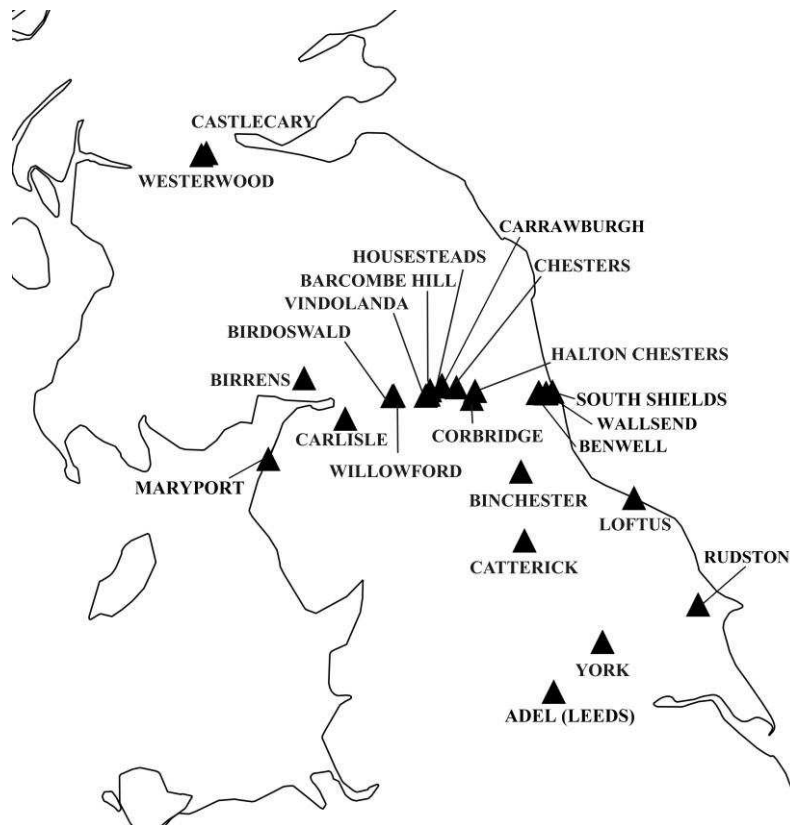 CASTLECARY
WESTERWOOD
CARRAWBURGH
HOUSESTEADS
CHESTERS
BARCOMBE HILL
VINDOLANDA
BIRDOSWALD
HALTON CHESTERS
BIRRENS
SOUTH SHIELDS
WALLSEND
CARLISLE
CORBRIDGE
BENWELL
WILLOWFORD
MARYPORT
BINCHESTER
LOFTUS
CATTERICK
RUDSTON
YORK
ADEL (LEEDS)